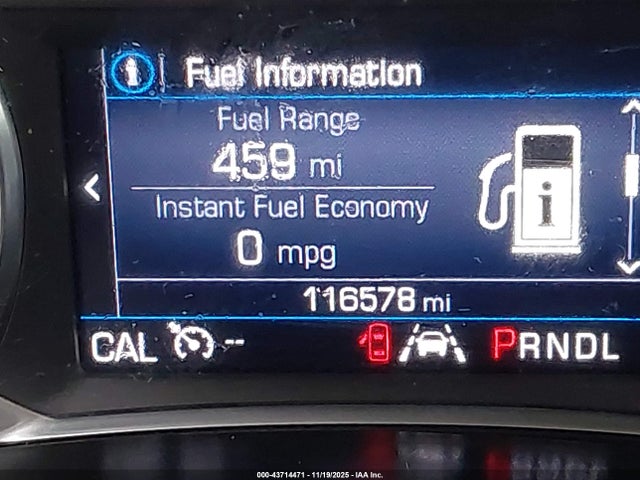 Fuel Information
Fuel Range
459 mi
Instant Fuel Economy
0 mpg
116578 mi
CAL -- PRNDL
000-43714471 - 11/19/2025 - IAA Inc.